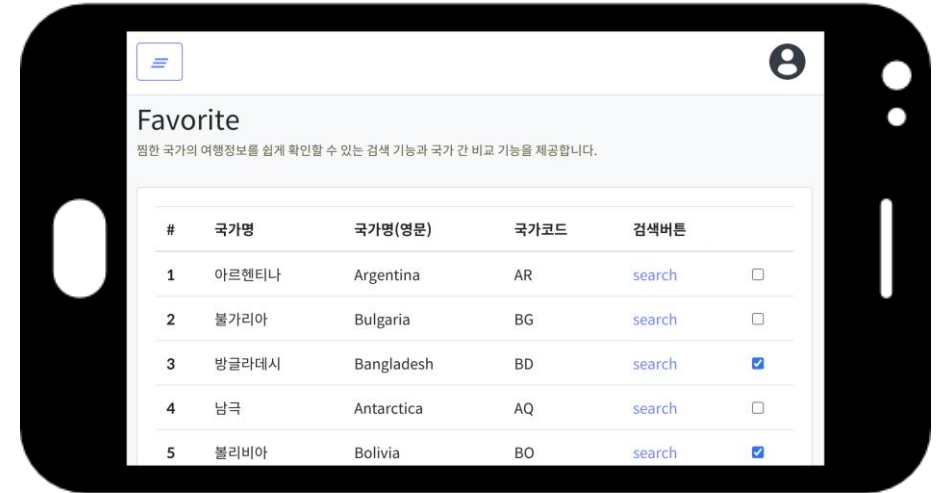 Favorite
찜한 국가의 여행정보를 쉽게 확인할 수 있는 검색 기능과 국가 간 비교 기능을 제공합니다.
# 국가명 국가명(영문) 국가코드 검색버튼
1 아르헨티나 Argentina AR search
2 불가리아 Bulgaria BG search
3 방글라데시 Bangladesh BD search
4 남극 Antarctica AQ search
5 볼리비아 Bolivia BO search